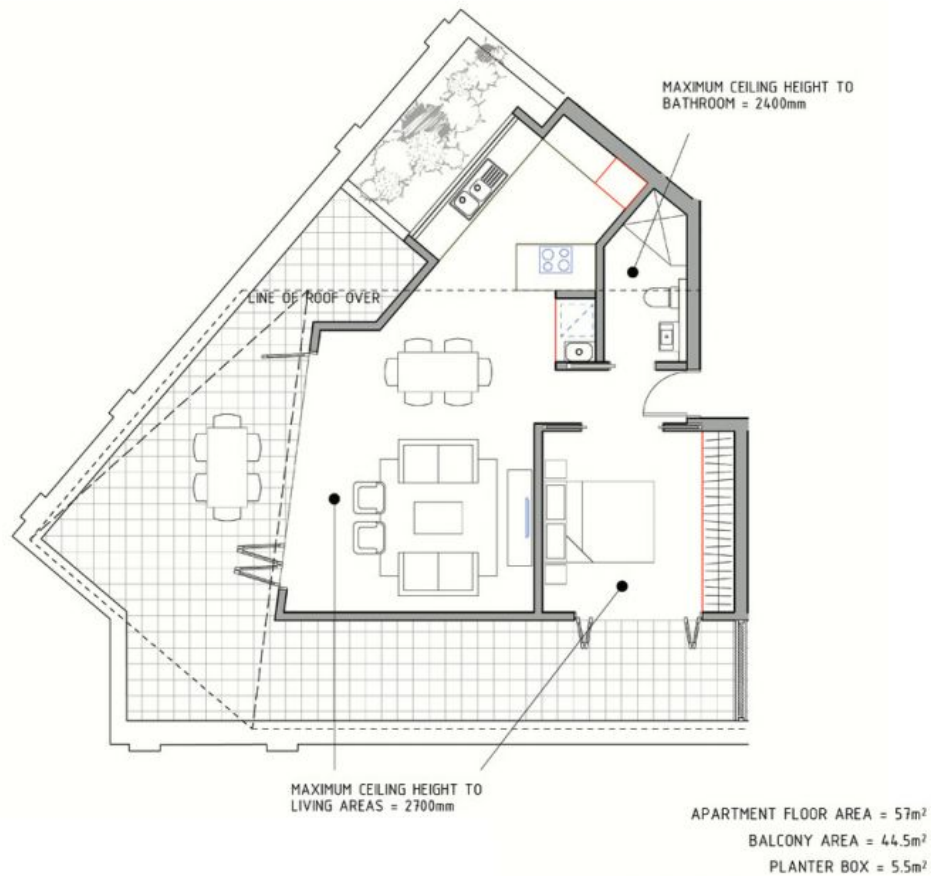 MAXIMUM CEILING HEIGHT TO
BATHROOM = 2400mm
LINE OF ROOF OVER
MAXIMUM CEILING HEIGHT TO
LIVING AREAS = 2700mm
APARTMENT FLOOR AREA = 57m²
BALCONY AREA = 44.5m²
PLANTER BOX = 5.5m²